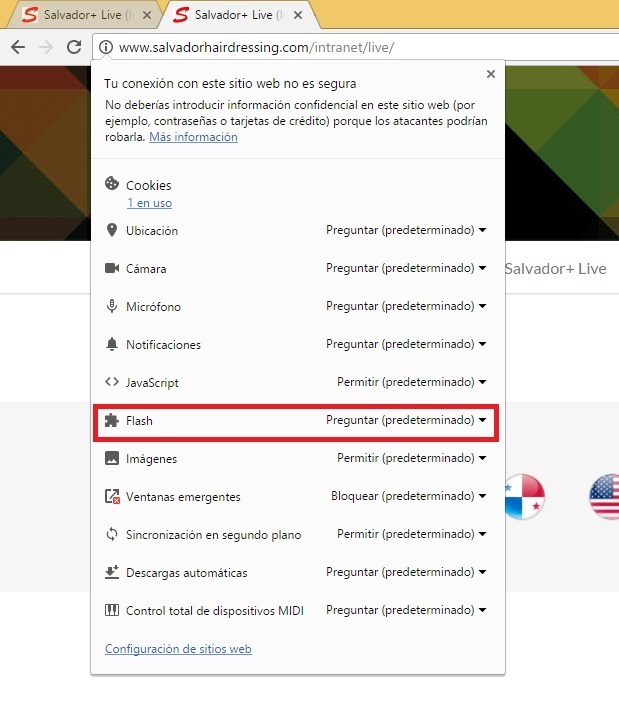 Salvador+ Live (I
Salvador+ Live (In
www.salvadorhairdressing.com/intranet/live/
Tu conexión con este sitio web no es segura
No deberías introducir información confidencial en este sitio web (por
ejemplo, contraseñas o tarjetas de crédito) porque los atacantes podrían
robarla. Más información
Cookies
1 en uso
Ubicación Preguntar (predeterminado)
Cámara Preguntar (predeterminado)
Micrófono Preguntar (predeterminado)
Notificaciones Preguntar (predeterminado)
JavaScript Permitir (predeterminado)
Flash Preguntar (predeterminado)
Imágenes Permitir (predeterminado)
Ventanas emergentes Bloquear (predeterminado)
Sincronización en segundo plano Permitir (predeterminado)
Descargas automáticas Preguntar (predeterminado)
Control total de dispositivos MIDI Preguntar (predeterminado)
Configuración de sitios web
Salvador+ Live